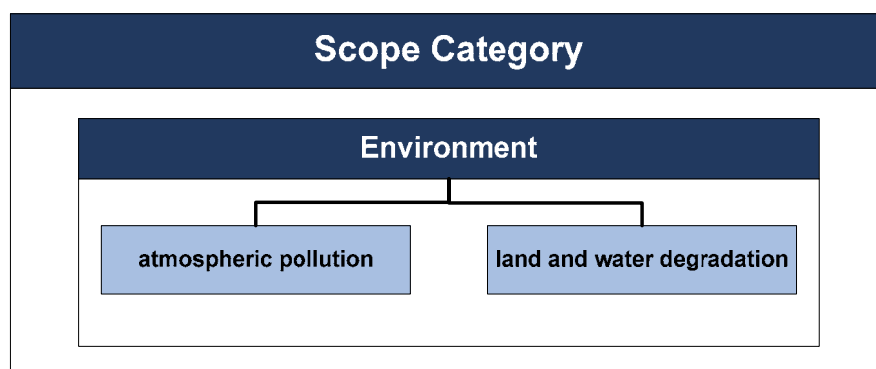 Scope Category
Environment
atmospheric pollution
land and water degradation